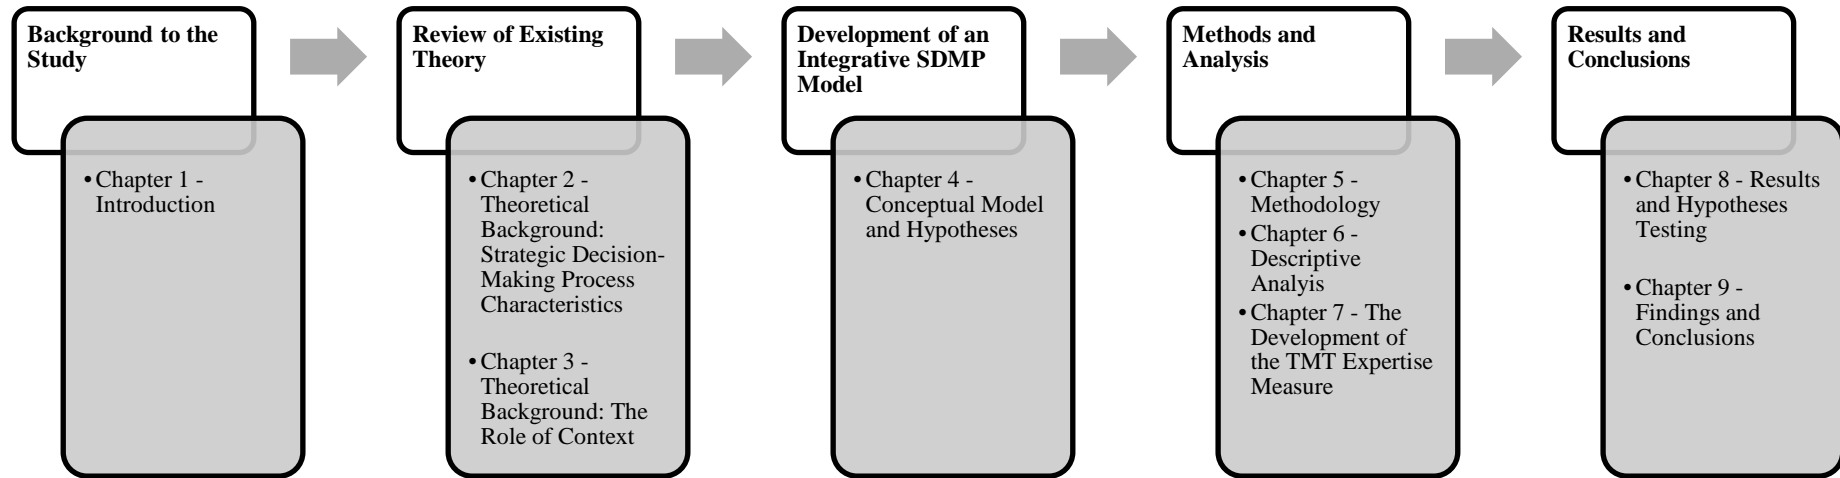 Background to the
Study
• Chapter 1 -
Introduction
Review of Existing
Theory
• Chapter 2 -
Theoretical
Background:
Strategic Decision-
Making Process
Characteristics
• Chapter 3 -
Theoretical
Background: The
Role of Context
Development of an
Integrative SDMP
Model
• Chapter 4 -
Conceptual Model
and Hypotheses
Methods and
Analysis
• Chapter 5 -
Methodology
• Chapter 6 -
Descriptive
Analyis
• Chapter 7 - The
Development of
the TMT Expertise
Measure
Results and
Conclusions
• Chapter 8 - Results
and Hypotheses
Testing
• Chapter 9 -
Findings and
Conclusions